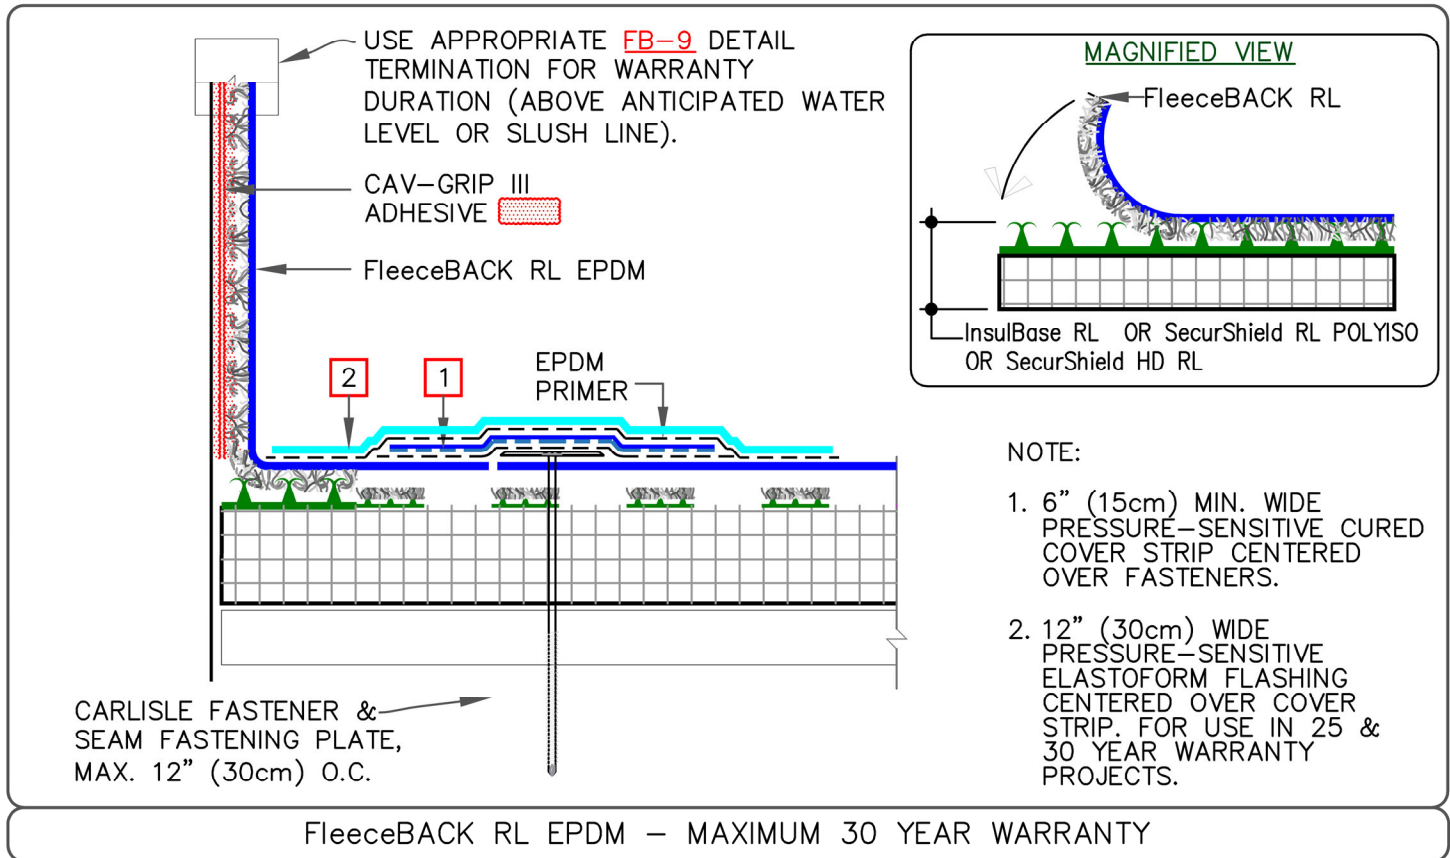 USE APPROPRIATE FB-9 DETAIL
TERMINATION FOR WARRANTY
DURATION (ABOVE ANTICIPATED WATER
LEVEL OR SLUSH LINE).
CAV-GRIP III
ADHESIVE
FleeceBACK RL EPDM
2
1
EPDM
PRIMER
CARLISLE FASTENER &
SEAM FASTENING PLATE,
MAX. 12" (30cm) O.C.
MAGNIFIED VIEW
FleeceBACK RL
InsulBase RL OR SecurShield RL POLYISO
OR SecurShield HD RL
NOTE:
1. 6" (15cm) MIN. WIDE
PRESSURE-SENSITIVE CURED
COVER STRIP CENTERED
OVER FASTENERS.
2. 12" (30cm) WIDE
PRESSURE-SENSITIVE
ELASTOFORM FLASHING
CENTERED OVER COVER
STRIP. FOR USE IN 25 &
30 YEAR WARRANTY
PROJECTS.
FleeceBACK RL EPDM - MAXIMUM 30 YEAR WARRANTY